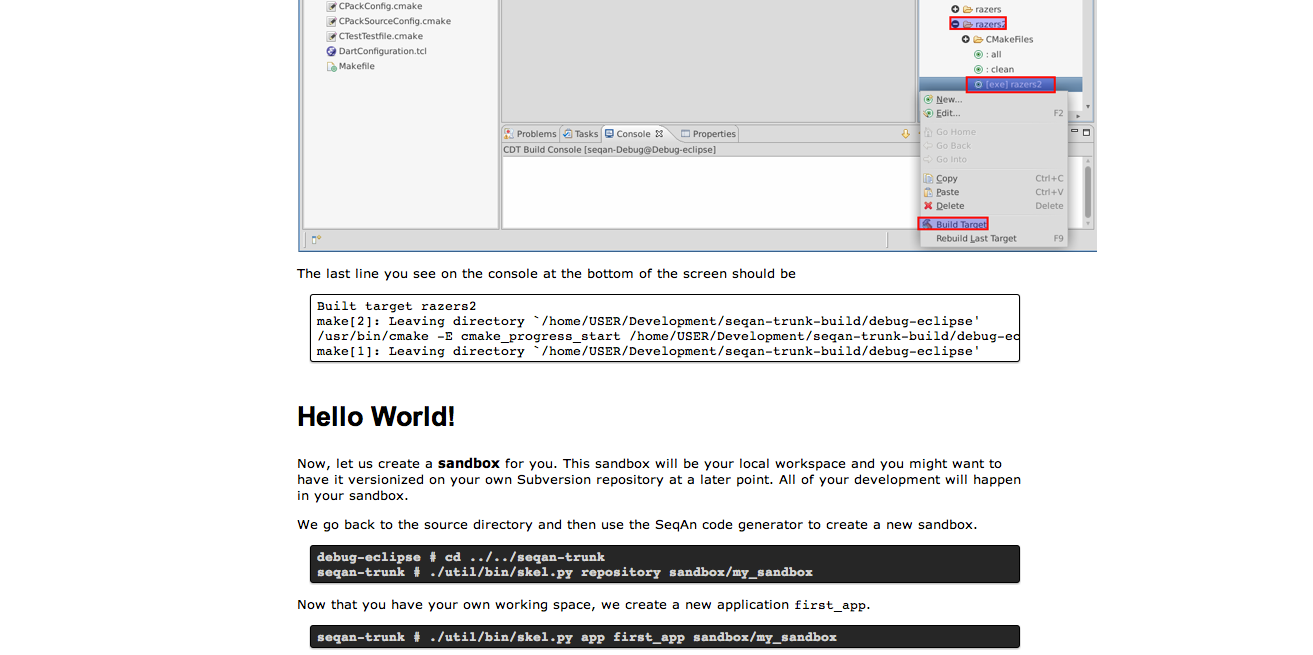 CPackConfig.cmake
CPackSourceConfig.cmake
CTestTestfile.cmake
DartConfiguration.tcl
Makefile
razers
razers2
CMakeFiles
: all
: clean
[exe] razers2
New...
Edit... F2
Go Home
Go Back
Go Into
Copy Ctrl+C
Paste Ctrl+V
Delete Delete
Build Target
Rebuild Last Target F9
Problems Tasks Console Properties
CDT Build Console [seqan-Debug@Debug-eclipse]
The last line you see on the console at the bottom of the screen should be
Built target razers2
make[2]: Leaving directory `/home/USER/Development/seqan-trunk-build/debug-eclipse'
/usr/bin/cmake -E cmake_progress_start /home/USER/Development/seqan-trunk-build/debug-ec
make[1]: Leaving directory `/home/USER/Development/seqan-trunk-build/debug-eclipse'
Hello World!
Now, let us create a sandbox for you. This sandbox will be your local workspace and you might want to
have it versionized on your own Subversion repository at a later point. All of your development will happen
in your sandbox.
We go back to the source directory and then use the SeqAn code generator to create a new sandbox.
debug-eclipse # cd ../../seqan-trunk
seqan-trunk # ./util/bin/skel.py repository sandbox/my_sandbox
Now that you have your own working space, we create a new application first_app.
seqan-trunk # ./util/bin/skel.py app first_app sandbox/my_sandbox